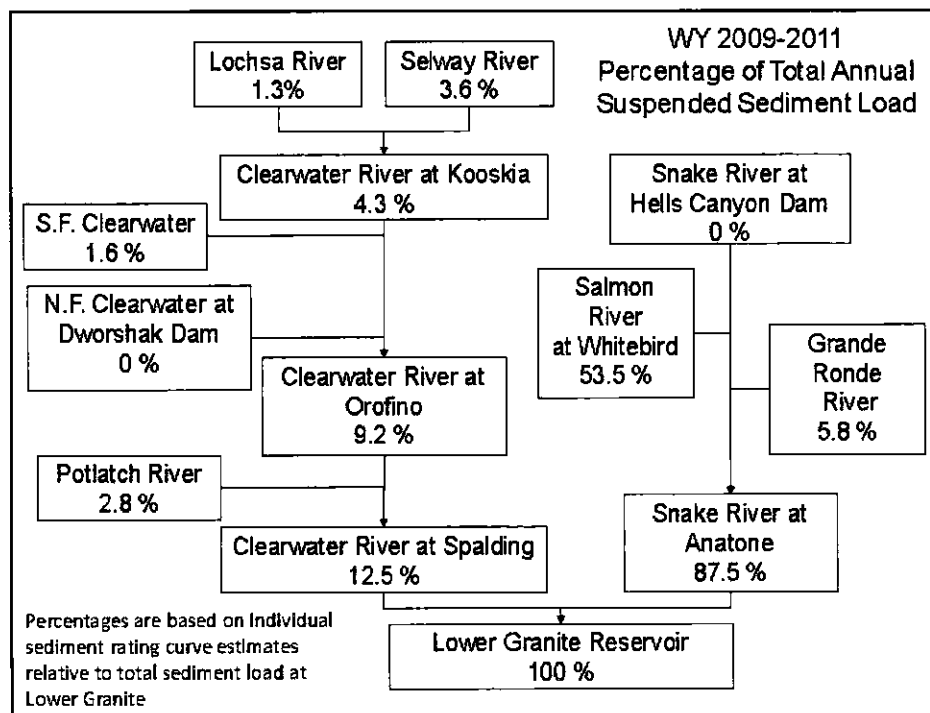 WY 2009-2011
Percentage of Total Annual
Suspended Sediment Load
Lochsa River
1.3%
Selway River
3.6 %
Clearwater River at Kooskia
4.3 %
Snake River at
Hells Canyon Dam
0 %
S.F. Clearwater
1.6 %
N.F. Clearwater at
Dworshak Dam
0 %
Salmon
River
at Whitebird
53.5 %
Grande
Ronde
River
5.8 %
Clearwater River at
Orofino
9.2 %
Potlatch River
2.8 %
Clearwater River at Spalding
12.5 %
Snake River at
Anatone
87.5 %
Lower Granite Reservoir
100 %
Percentages are based on individual
sediment rating curve estimates
relative to total sediment load at
Lower Granite